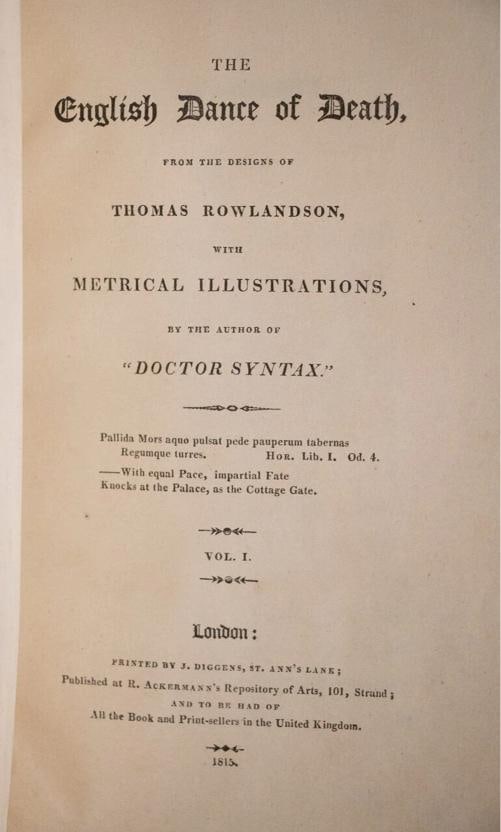 THE
English Dance of Death,
FROM THE DESIGNS OF
THOMAS ROWLANDSON,
WITH
METRICAL ILLUSTRATIONS,
BY THE AUTHOR OF
"DOCTOR SYNTAX."
Pallida Mors aquo pulsat pede pauperum tabernas
Regumque turres. HOR. Lib. I. Od. 4.
——With equal Pace, impartial Fate
Knocks at the Palace, as the Cottage Gate.
VOL. I.
London:
PRINTED BY J. DIGGENS, ST. ANN'S LANE;
Published at R. ACKERMANN's Repository of Arts, 101, Strand;
AND TO BE HAD OF
All the Book and Print-sellers in the United Kingdom.
1815.